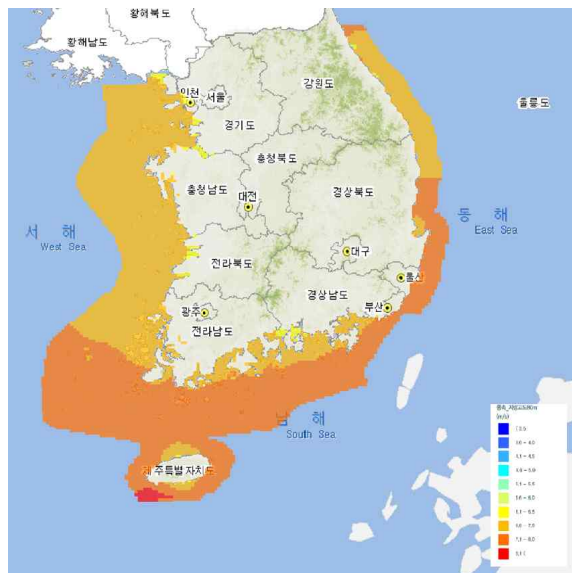 황해북도
황해남도
인천
서울
강원도
울릉도
경기도
충청북도
충청남도
대전
경상북도
서 해
West Sea
동 해
East Sea
전라북도
대구
울산
경상남도
부산
광주
전라남도
남 해
South Sea
제주특별자치도
(m/s)